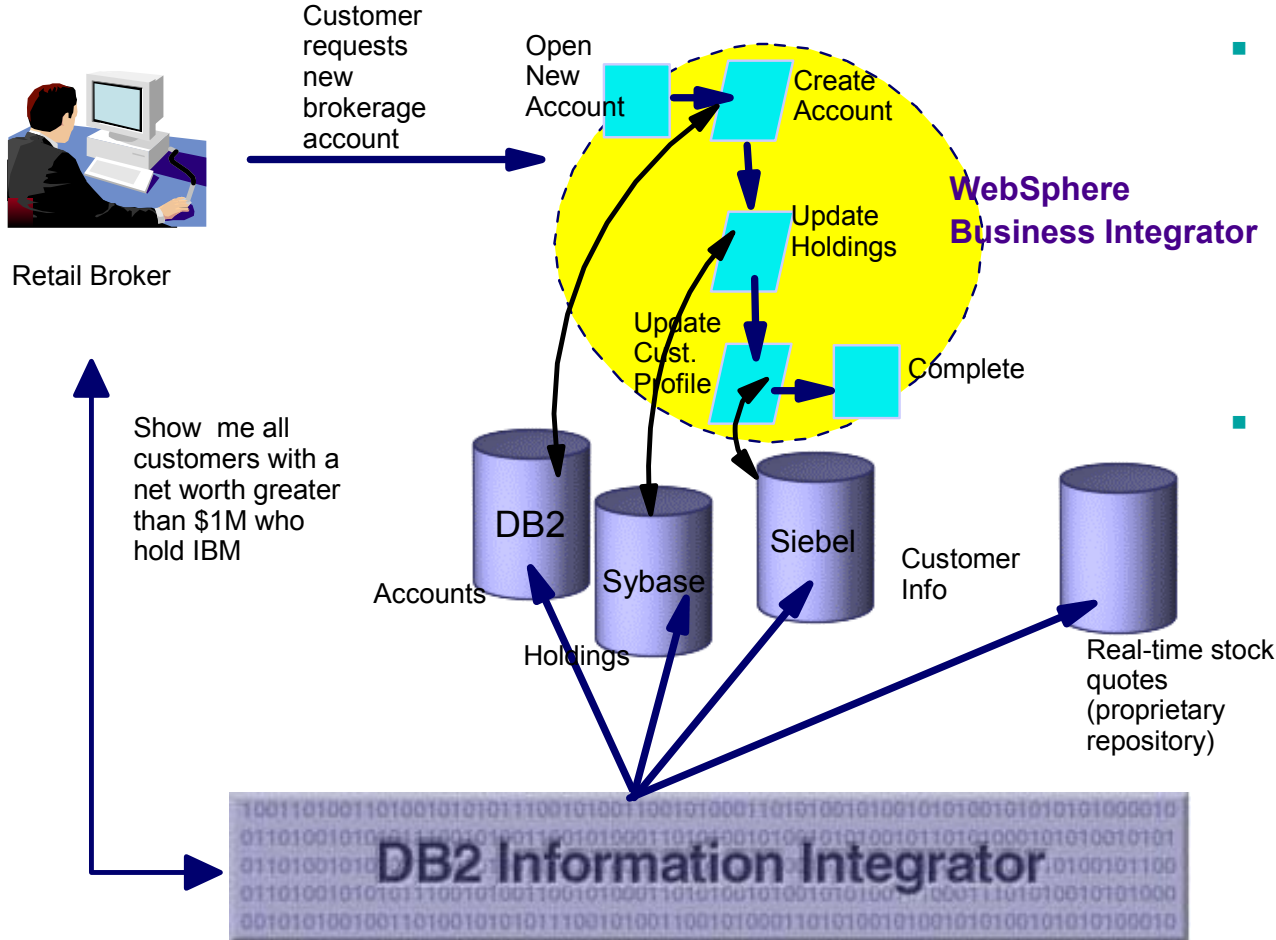 Customer
requests
new
brokerage
account
Open
New
Account
Create
Account
WebSphere
Business Integrator
Update
Holdings
Retail Broker
Update
Cust.
Profile
Complete
Show me all
customers with a
net worth greater
than $1M who
hold IBM
DB2
Sybase
Siebel
Customer
Info
Accounts
Holdings
Real-time stock
quotes
(proprietary
repository)
DB2 Information Integrator